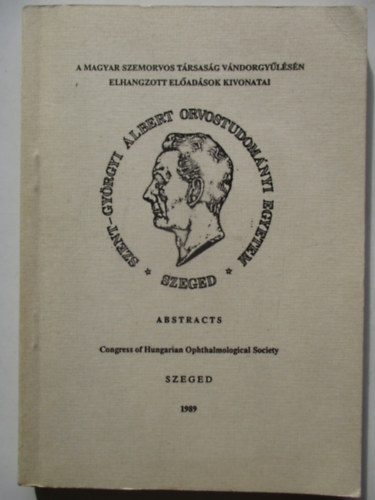 A MAGYAR SZEMORVOS TÁRSASÁG VÁNDORGYŰLÉSÉN
ELHANGZOTT ELŐADÁSOK KIVONATAI
SZENT-GYÖRGYI ALBERT ORVOSTUDOMÁNYI EGYETEM
* SZEGED *
ABSTRACTS
Congress of Hungarian Ophthalmological Society
SZEGED
1989